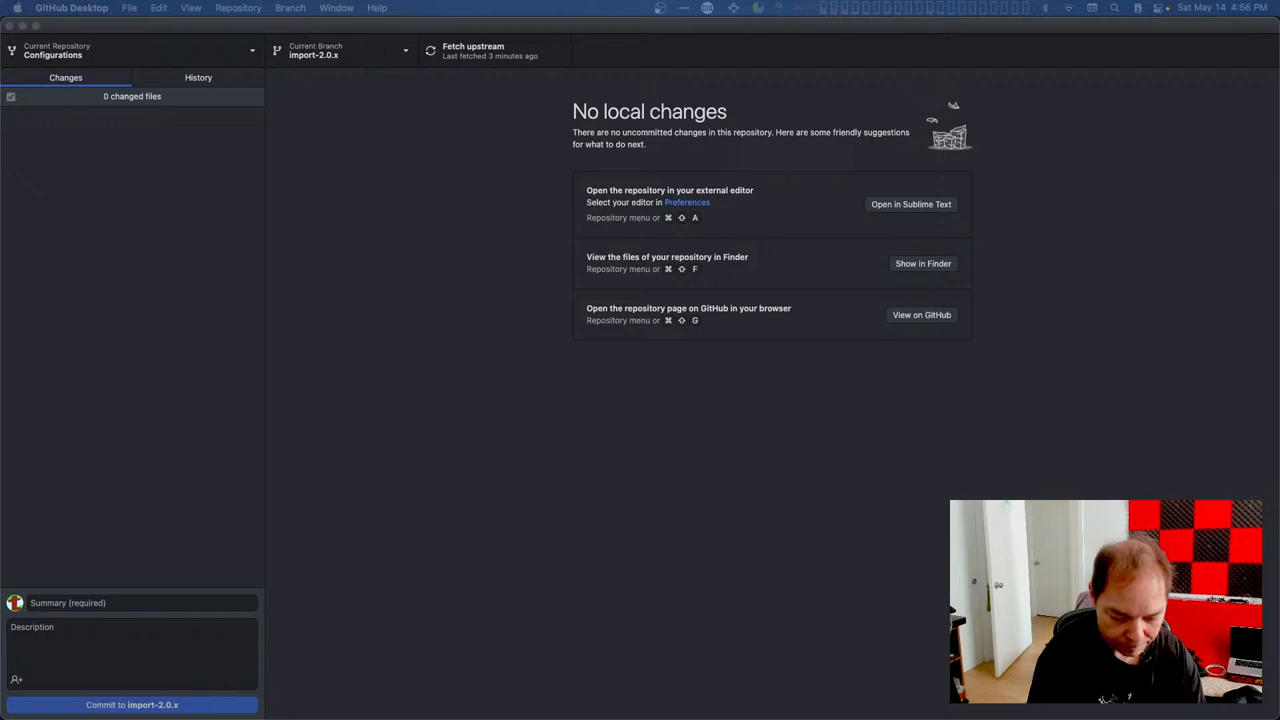 GitHub Desktop File Edit View Repository Branch Window Help
Sat May 14 4:56 PM
Current Repository
Configurations
Current Branch
import-2.0.x
Fetch upstream
Last fetched 3 minutes ago
Changes
History
0 changed files
No local changes
There are no uncommitted changes in this repository. Here are some friendly suggestions
for what to do next.
Open the repository in your external editor
Select your editor in Preferences
Repository menu or ⌘ ⇧ A
Open in Sublime Text
View the files of your repository in Finder
Repository menu or ⌘ ⇧ F
Show in Finder
Open the repository page on GitHub in your browser
Repository menu or ⌘ ⇧ G
View on GitHub
Summary (required)
Description
Commit to import-2.0.x